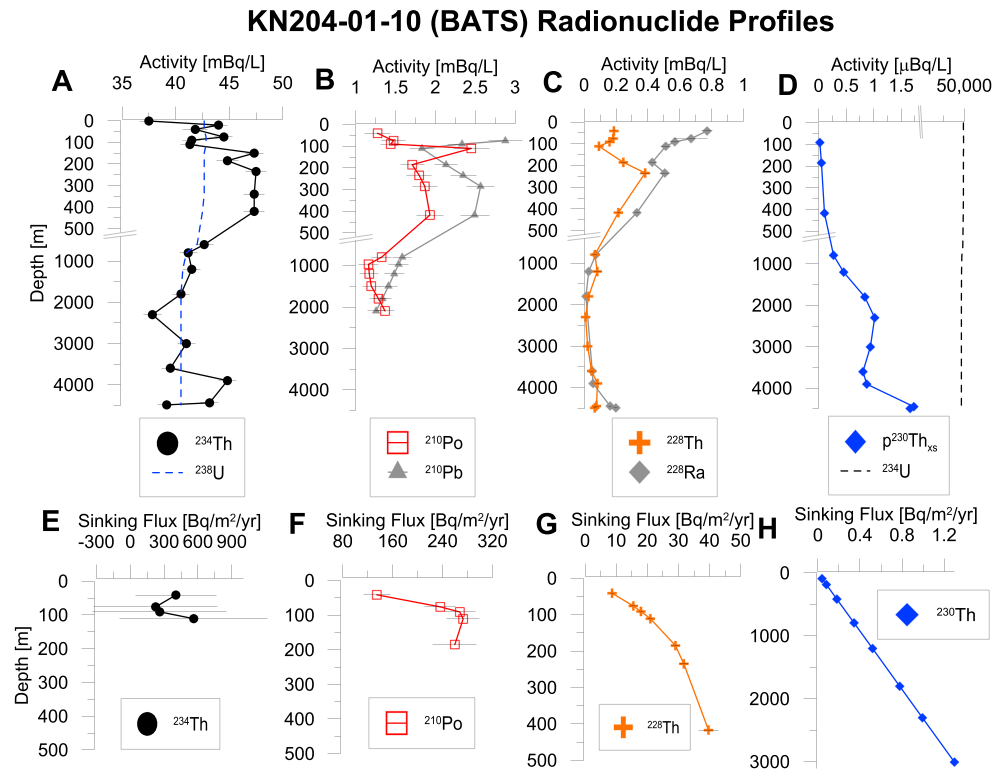 KN204-01-10 (BATS) Radionuclide Profiles
A
Activity [mBq/L]
35 40 45 50
0
100
200
300
400
500
1000
2000
3000
4000
Depth [m]
²³⁴Th
²³⁸U
B
Activity [mBq/L]
1 1.5 2 2.5 3
0
100
200
300
400
500
1000
2000
3000
4000
²¹⁰Po
²¹⁰Pb
C
Activity [mBq/L]
0 0.2 0.4 0.6 0.8 1
0
100
200
300
400
500
1000
2000
3000
4000
²²⁸Th
²²⁸Ra
D
Activity [μBq/L]
0 0.5 1 1.5 50,000
0
100
200
300
400
500
1000
2000
3000
4000
p²³⁰Thxs
²³⁴U
E
Sinking Flux [Bq/m²/yr]
-300 0 300 600 900
0
100
200
300
400
500
Depth [m]
²³⁴Th
F
Sinking Flux [Bq/m²/yr]
80 160 240 320
0
100
200
300
400
500
²¹⁰Po
G
Sinking Flux [Bq/m²/yr]
0 10 20 30 40 50
0
100
200
300
400
500
²²⁸Th
H
Sinking Flux [Bq/m²/yr]
0 0.4 0.8 1.2
0
1000
2000
3000
²³⁰Th